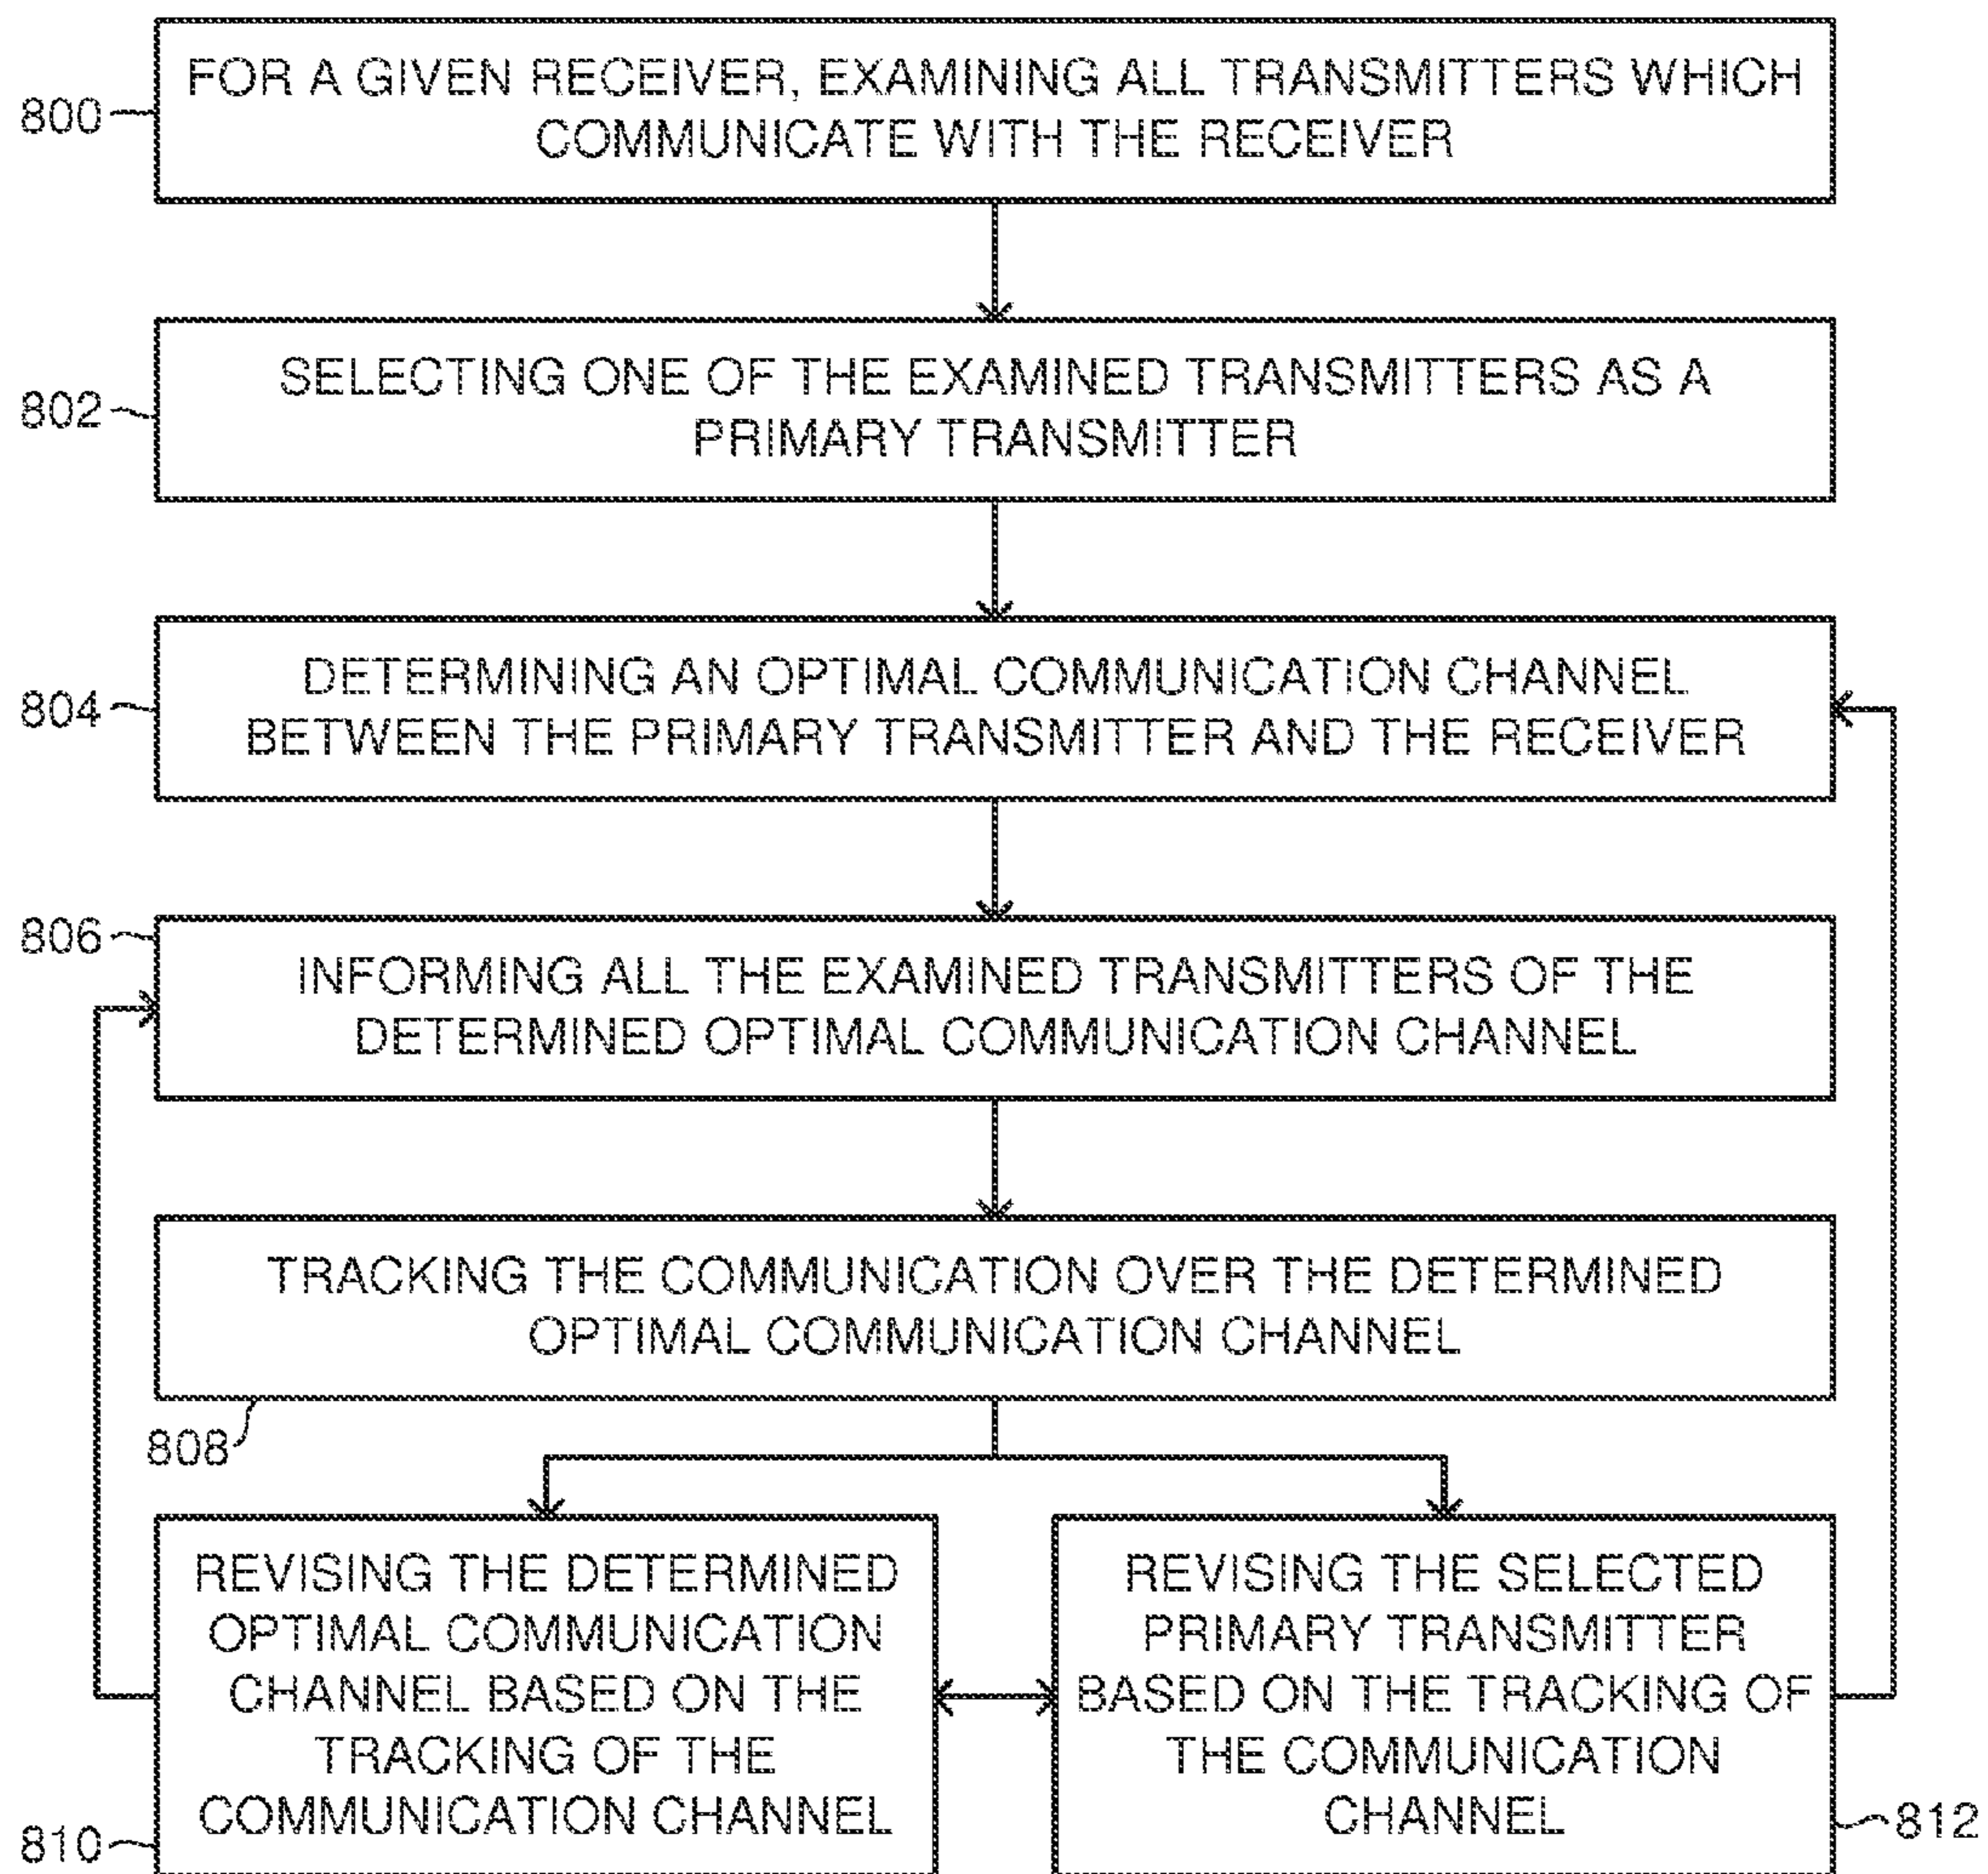 800
FOR A GIVEN RECEIVER, EXAMINING ALL TRANSMITTERS WHICH
COMMUNICATE WITH THE RECEIVER
802
SELECTING ONE OF THE EXAMINED TRANSMITTERS AS A
PRIMARY TRANSMITTER
804
DETERMINING AN OPTIMAL COMMUNICATION CHANNEL
BETWEEN THE PRIMARY TRANSMITTER AND THE RECEIVER
806
INFORMING ALL THE EXAMINED TRANSMITTERS OF THE
DETERMINED OPTIMAL COMMUNICATION CHANNEL
TRACKING THE COMMUNICATION OVER THE DETERMINED
OPTIMAL COMMUNICATION CHANNEL
808
REVISING THE DETERMINED
OPTIMAL COMMUNICATION
CHANNEL BASED ON THE
TRACKING OF THE
COMMUNICATION CHANNEL
810
REVISING THE SELECTED
PRIMARY TRANSMITTER
BASED ON THE TRACKING OF
THE COMMUNICATION
CHANNEL
812